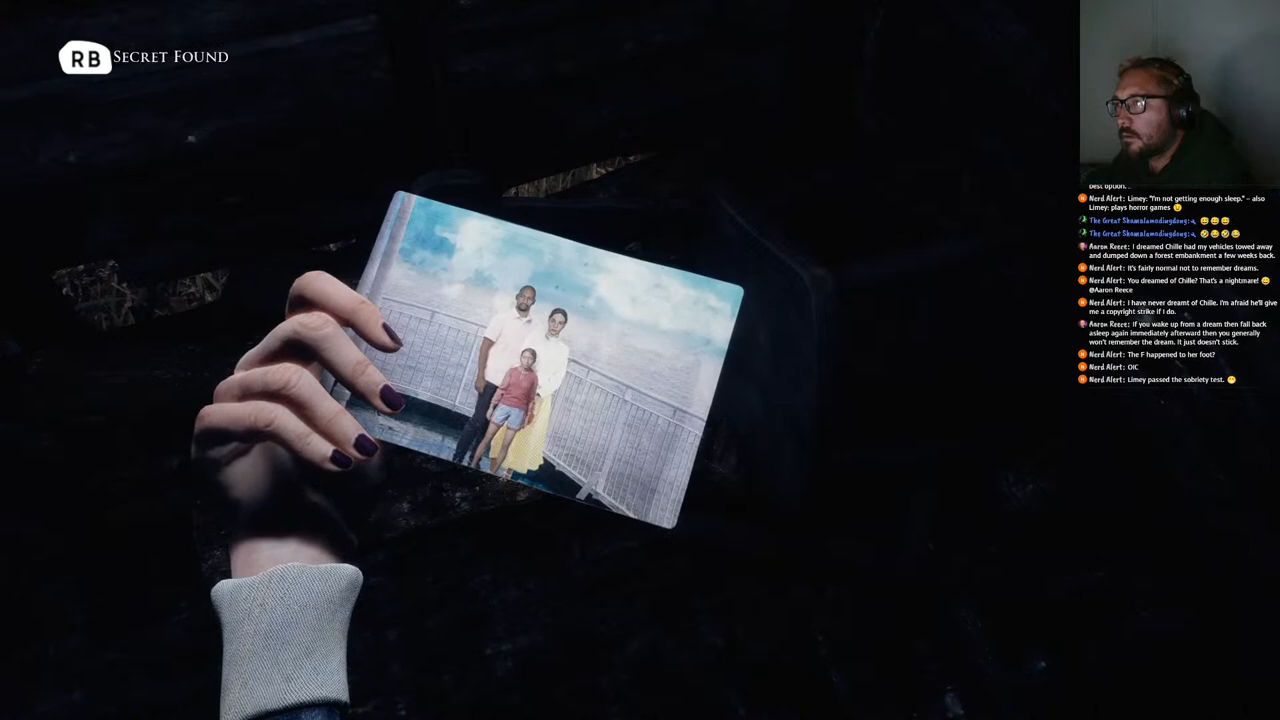 RB Secret Found
best option.
Nerd Alert: Limey: "I'm not getting enough sleep." – also
Limey: plays horror games
The Great Shamalamadingdong:
The Great Shamalamadingdong:
Aaron Reece: I dreamed Chille had my vehicles towed away
and dumped down a forest embankment a few weeks back.
Nerd Alert: It's fairly normal not to remember dreams.
Nerd Alert: You dreamed of Chille? That's a nightmare!
@Aaron Reece
Nerd Alert: I have never dreamt of Chille. I'm afraid he'll give
me a copyright strike if I do.
Aaron Reece: If you wake up from a dream then fall back
asleep again immediately afterward then you generally
won't remember the dream. It just doesn't stick.
Nerd Alert: The F happened to her foot?
Nerd Alert: OIC
Nerd Alert: Limey passed the sobriety test.